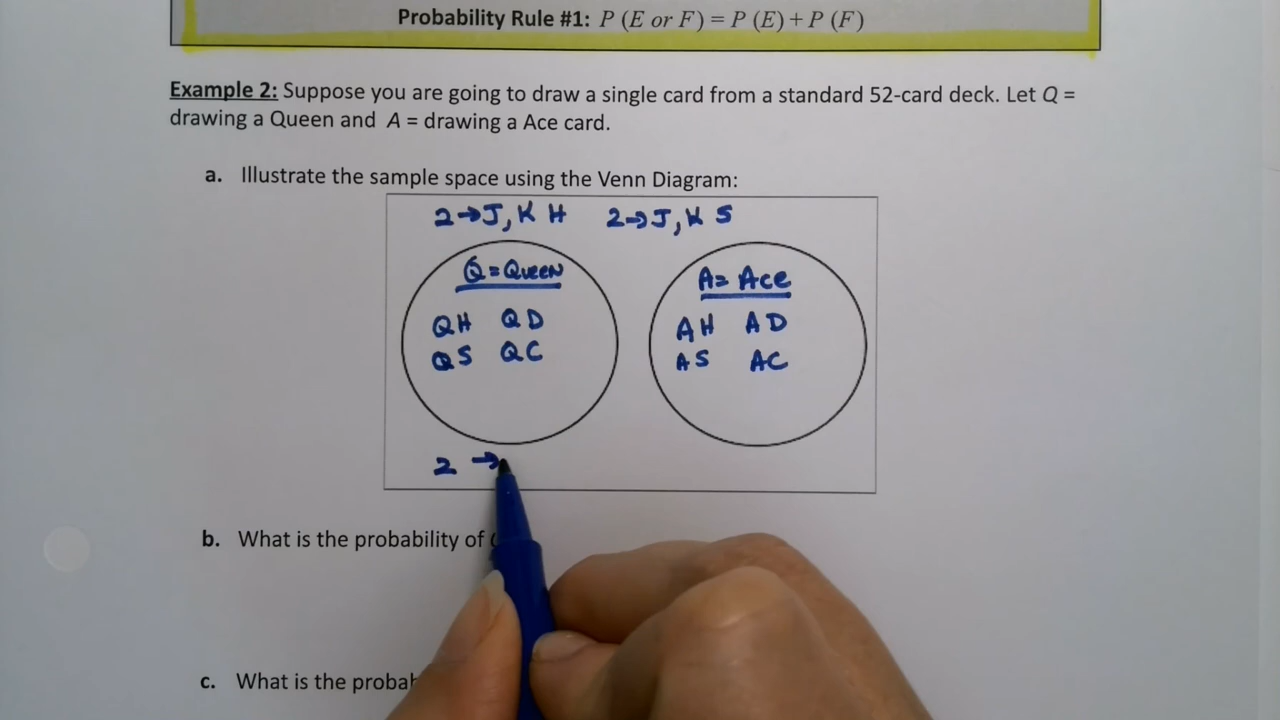 Probability Rule #1: P (E or F) = P (E) + P (F)
Example 2: Suppose you are going to draw a single card from a standard 52-card deck. Let Q =
drawing a Queen and A = drawing a Ace card.
a. Illustrate the sample space using the Venn Diagram:
2→J, K H 2→J, K S
Q = Queen A = Ace
QH QD AH AD
QS QC AS AC
2 →
b. What is the probability of
c. What is the